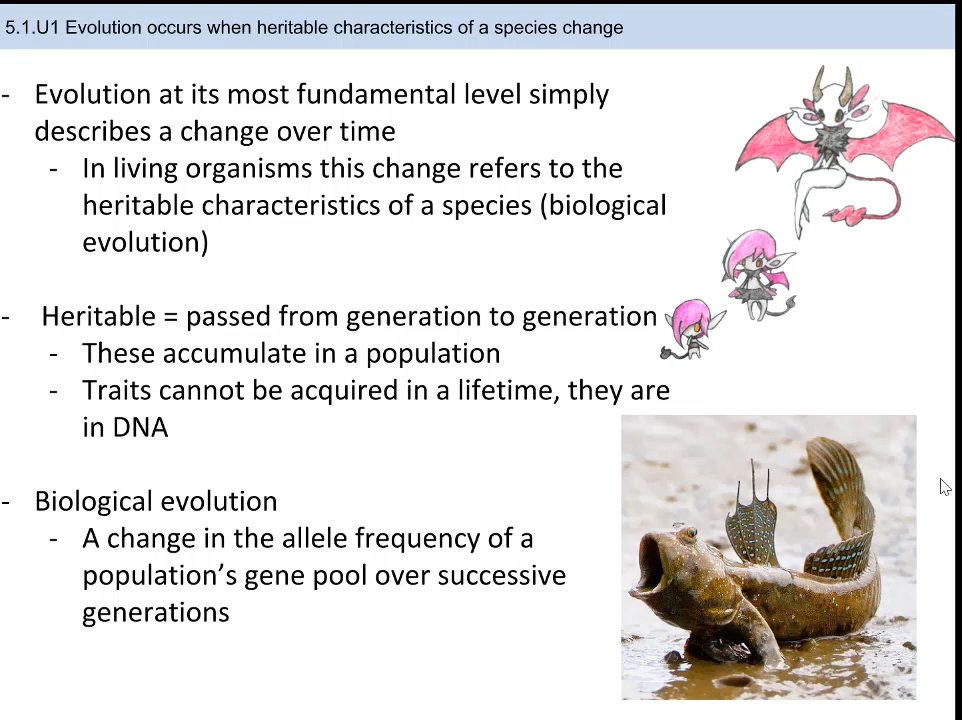 5.1.U1 Evolution occurs when heritable characteristics of a species change
- Evolution at its most fundamental level simply
describes a change over time
- In living organisms this change refers to the
heritable characteristics of a species (biological
evolution)
- Heritable = passed from generation to generation
- These accumulate in a population
- Traits cannot be acquired in a lifetime, they are
in DNA
- Biological evolution
- A change in the allele frequency of a
population’s gene pool over successive
generations